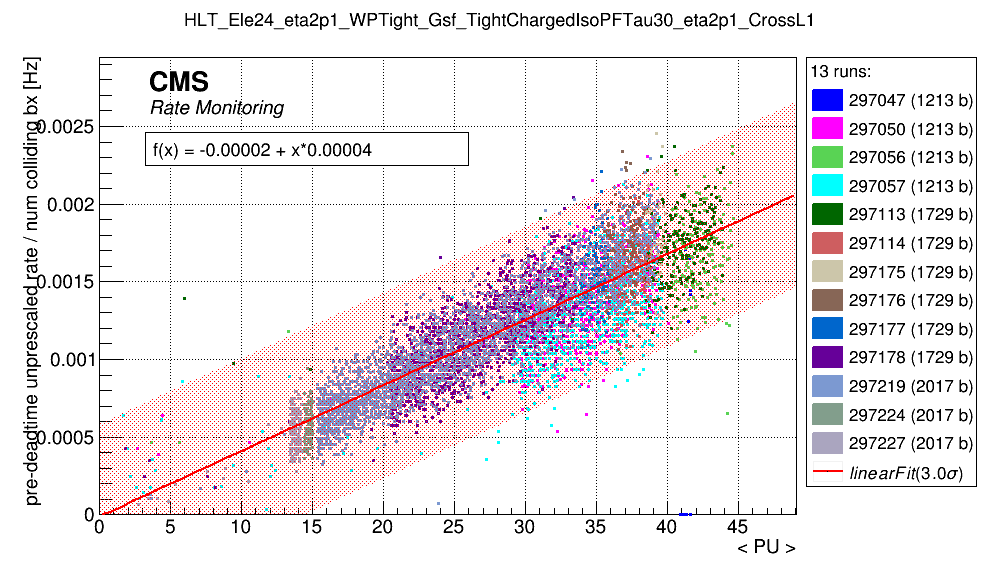 HLT_Ele24_eta2p1_WPTight_Gsf_TightChargedIsoPFTau30_eta2p1_CrossL1
pre-deadtime unprescaled rate / num colliding bx [Hz]
CMS
Rate Monitoring
f(x) = -0.00002 + x*0.00004
0.0025
0.002
0.0015
0.001
0.0005
0
0 5 10 15 20 25 30 35 40 45
< PU >
13 runs:
297047 (1213 b)
297050 (1213 b)
297056 (1213 b)
297057 (1213 b)
297113 (1729 b)
297114 (1729 b)
297175 (1729 b)
297176 (1729 b)
297177 (1729 b)
297178 (1729 b)
297219 (2017 b)
297224 (2017 b)
297227 (2017 b)
linearFit(3.0σ)